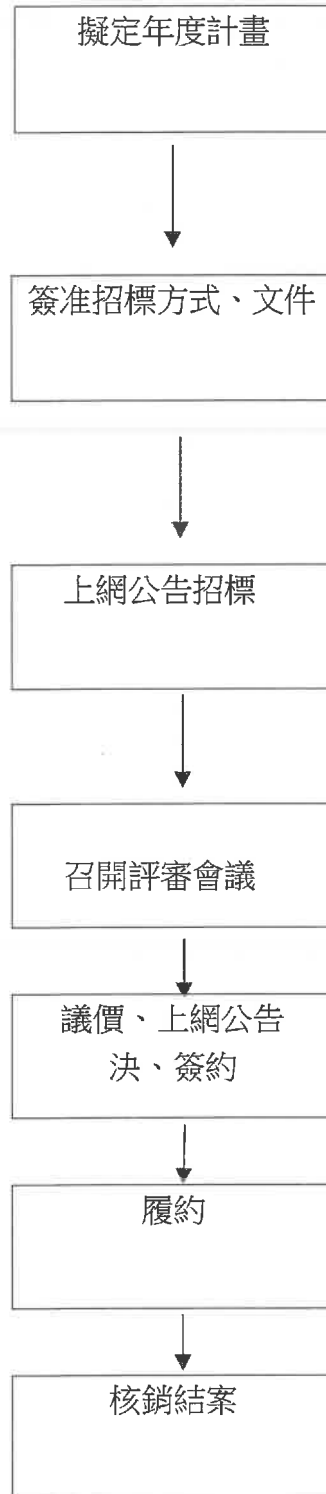 擬定年度計畫
簽准招標方式、文件
上網公告招標
召開評審會議
議價、上網公告
決、簽約
履約
核銷結案